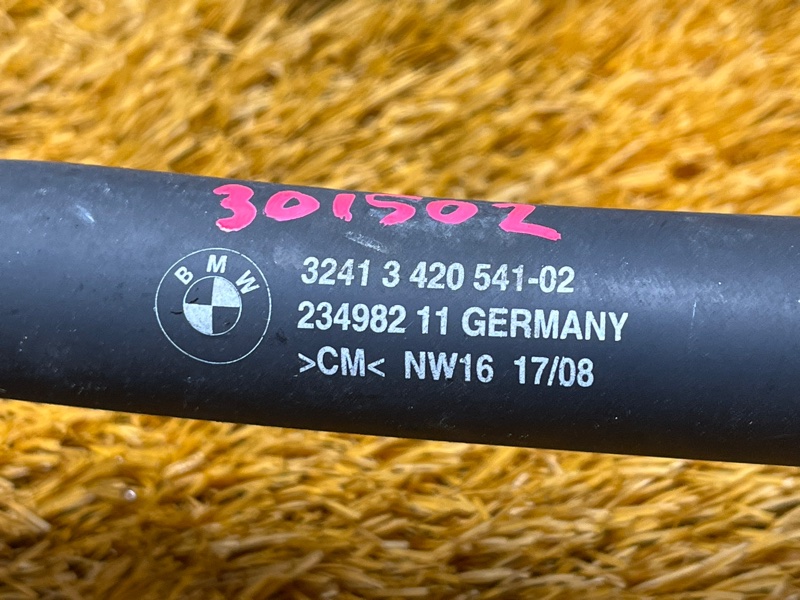 301502
BMW
3241 3 420 541-02
234982 11 GERMANY
>CM< NW16 17/08